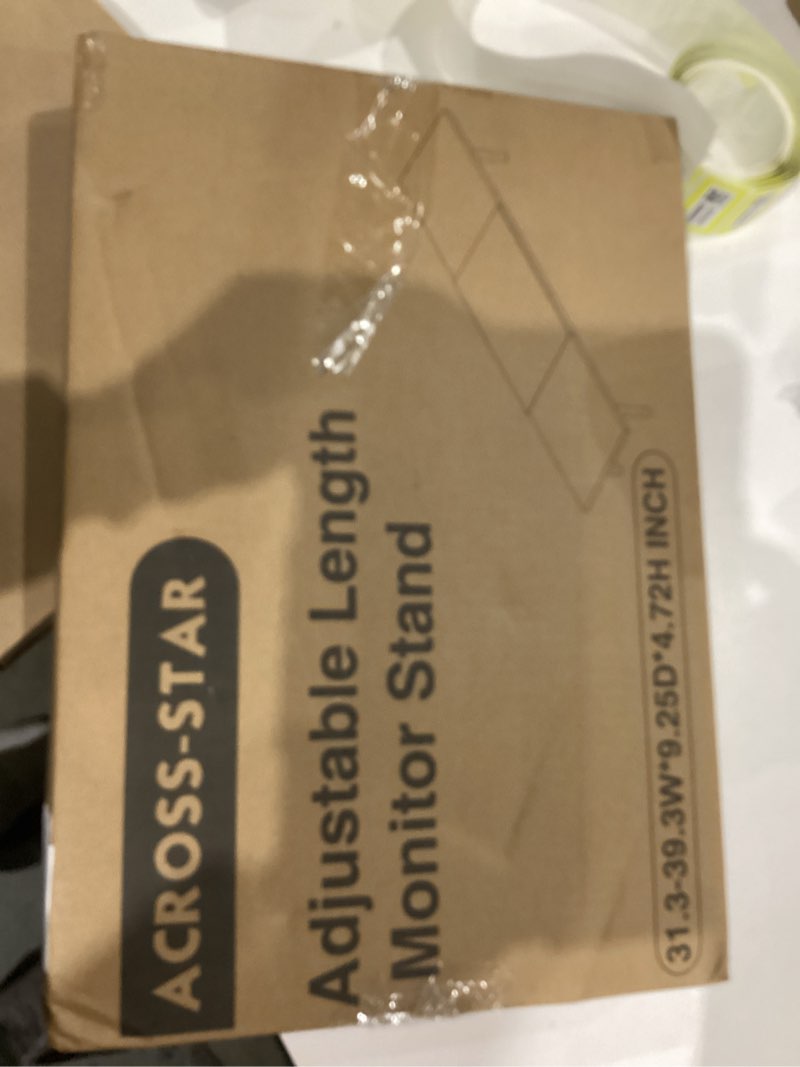 ACROSS-STAR
Adjustable Length
Monitor Stand
31.3-39.3W*9.25D*4.72H INCH